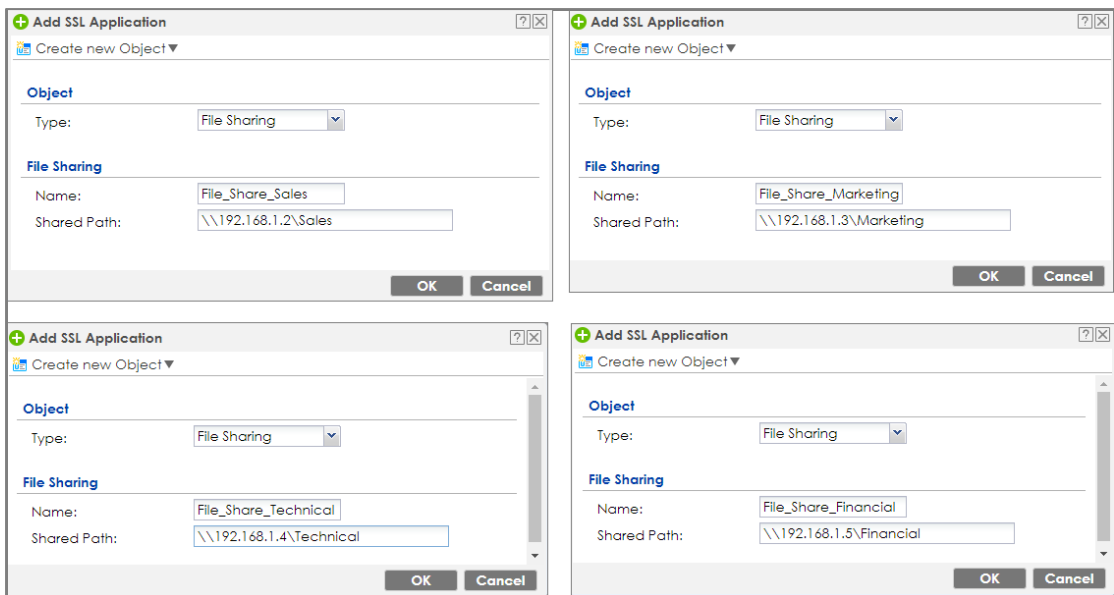 Add SSL Application ?
Create new Object
Object
Type: File Sharing
File Sharing
Name: File_Share_Sales
Shared Path: \\192.168.1.2\Sales
OK Cancel
Add SSL Application ?
Create new Object
Object
Type: File Sharing
File Sharing
Name: File_Share_Marketing
Shared Path: \\192.168.1.3\Marketing
OK Cancel
Add SSL Application ?
Create new Object
Object
Type: File Sharing
File Sharing
Name: File_Share_Technical
Shared Path: \\192.168.1.4\Technical
OK Cancel
Add SSL Application ?
Create new Object
Object
Type: File Sharing
File Sharing
Name: File_Share_Financial
Shared Path: \\192.168.1.5\Financial
OK Cancel